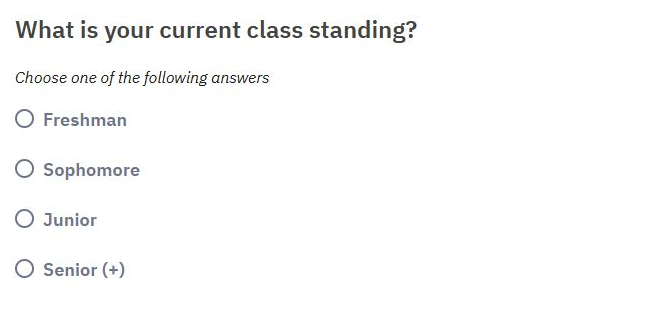 What is your current class standing?
Choose one of the following answers
Freshman
Sophomore
Junior
Senior (+)